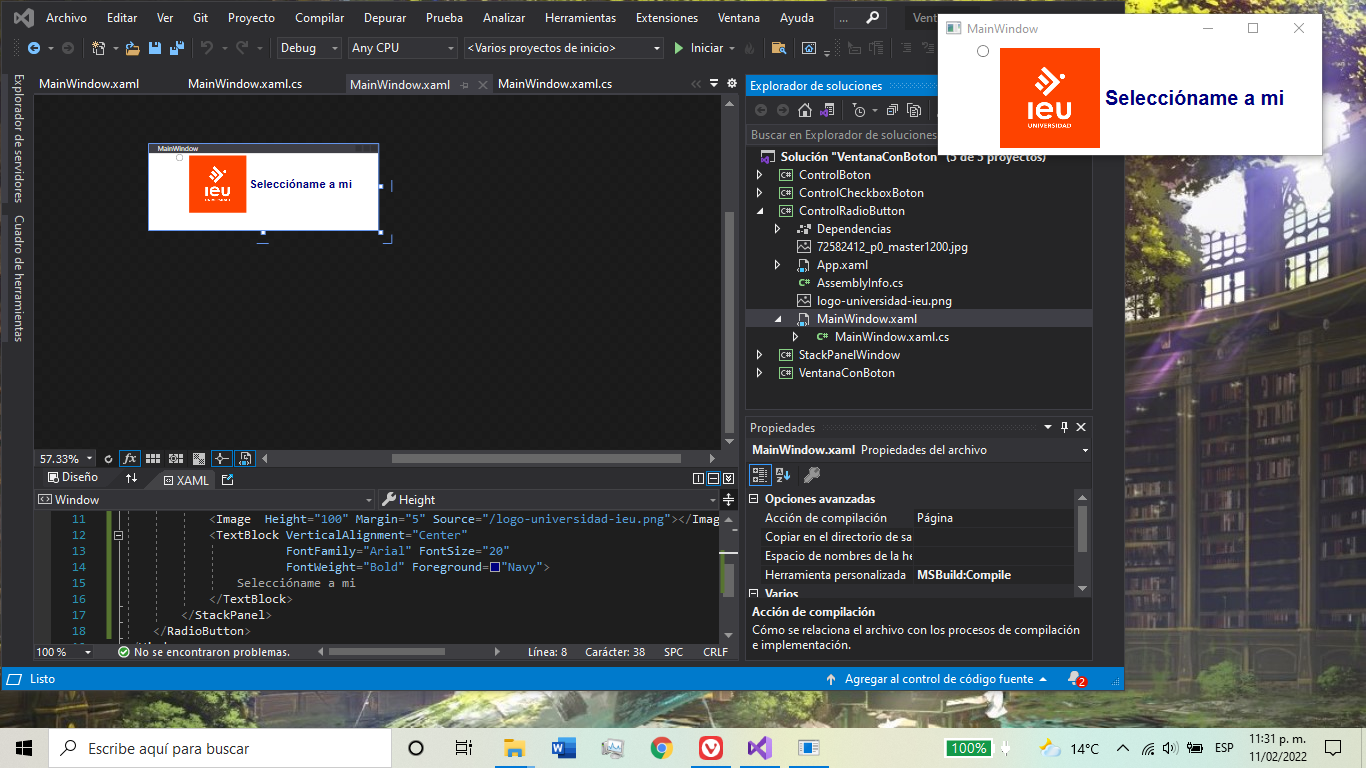 Archivo Editar Ver Git Proyecto Compilar Depurar Prueba Analizar Herramientas Extensiones Ventana Ayuda ... Vent
Debug Any CPU <Varios proyectos de inicio> Iniciar
MainWindow.xaml MainWindow.xaml.cs MainWindow.xaml MainWindow.xaml.cs
Explorador de servidores
Cuadro de herramientas
MainWindow
ieu
UNIVERSIDAD
Seleccióname a mi
MainWindow
ieu
Seleccióname a mi
Explorador de soluciones
Buscar en Explorador de soluciones
Solución "VentanaConBoton" (5 de 5 proyectos)
ControlBoton
ControlCheckboxBoton
ControlRadioButton
Dependencias
72582412_p0_master1200.jpg
App.xaml
AssemblyInfo.cs
logo-universidad-ieu.png
MainWindow.xaml
MainWindow.xaml.cs
StackPanelWindow
VentanaConBoton
57.33%
Diseño XAML
Window Height
11 <Image Height="100" Margin="5" Source="/logo-universidad-ieu.png"></Imag
12 <TextBlock VerticalAlignment="Center"
13 FontFamily="Arial" FontSize="20"
14 FontWeight="Bold" Foreground="Navy">
15 Seleccióname a mi
16 </TextBlock>
17 </StackPanel>
18 </RadioButton>
100 % No se encontraron problemas. Línea: 8 Carácter: 38 SPC CRLF
Propiedades
MainWindow.xaml Propiedades del archivo
Opciones avanzadas
Acción de compilación Página
Copiar en el directorio de sa
Espacio de nombres de la he
Herramienta personalizada MSBuild:Compile
Varios
Acción de compilación
Cómo se relaciona el archivo con los procesos de compilación
e implementación.
Listo Agregar al control de código fuente 2
Escribe aquí para buscar
100% 14°C ESP
11:31 p. m.
11/02/2022